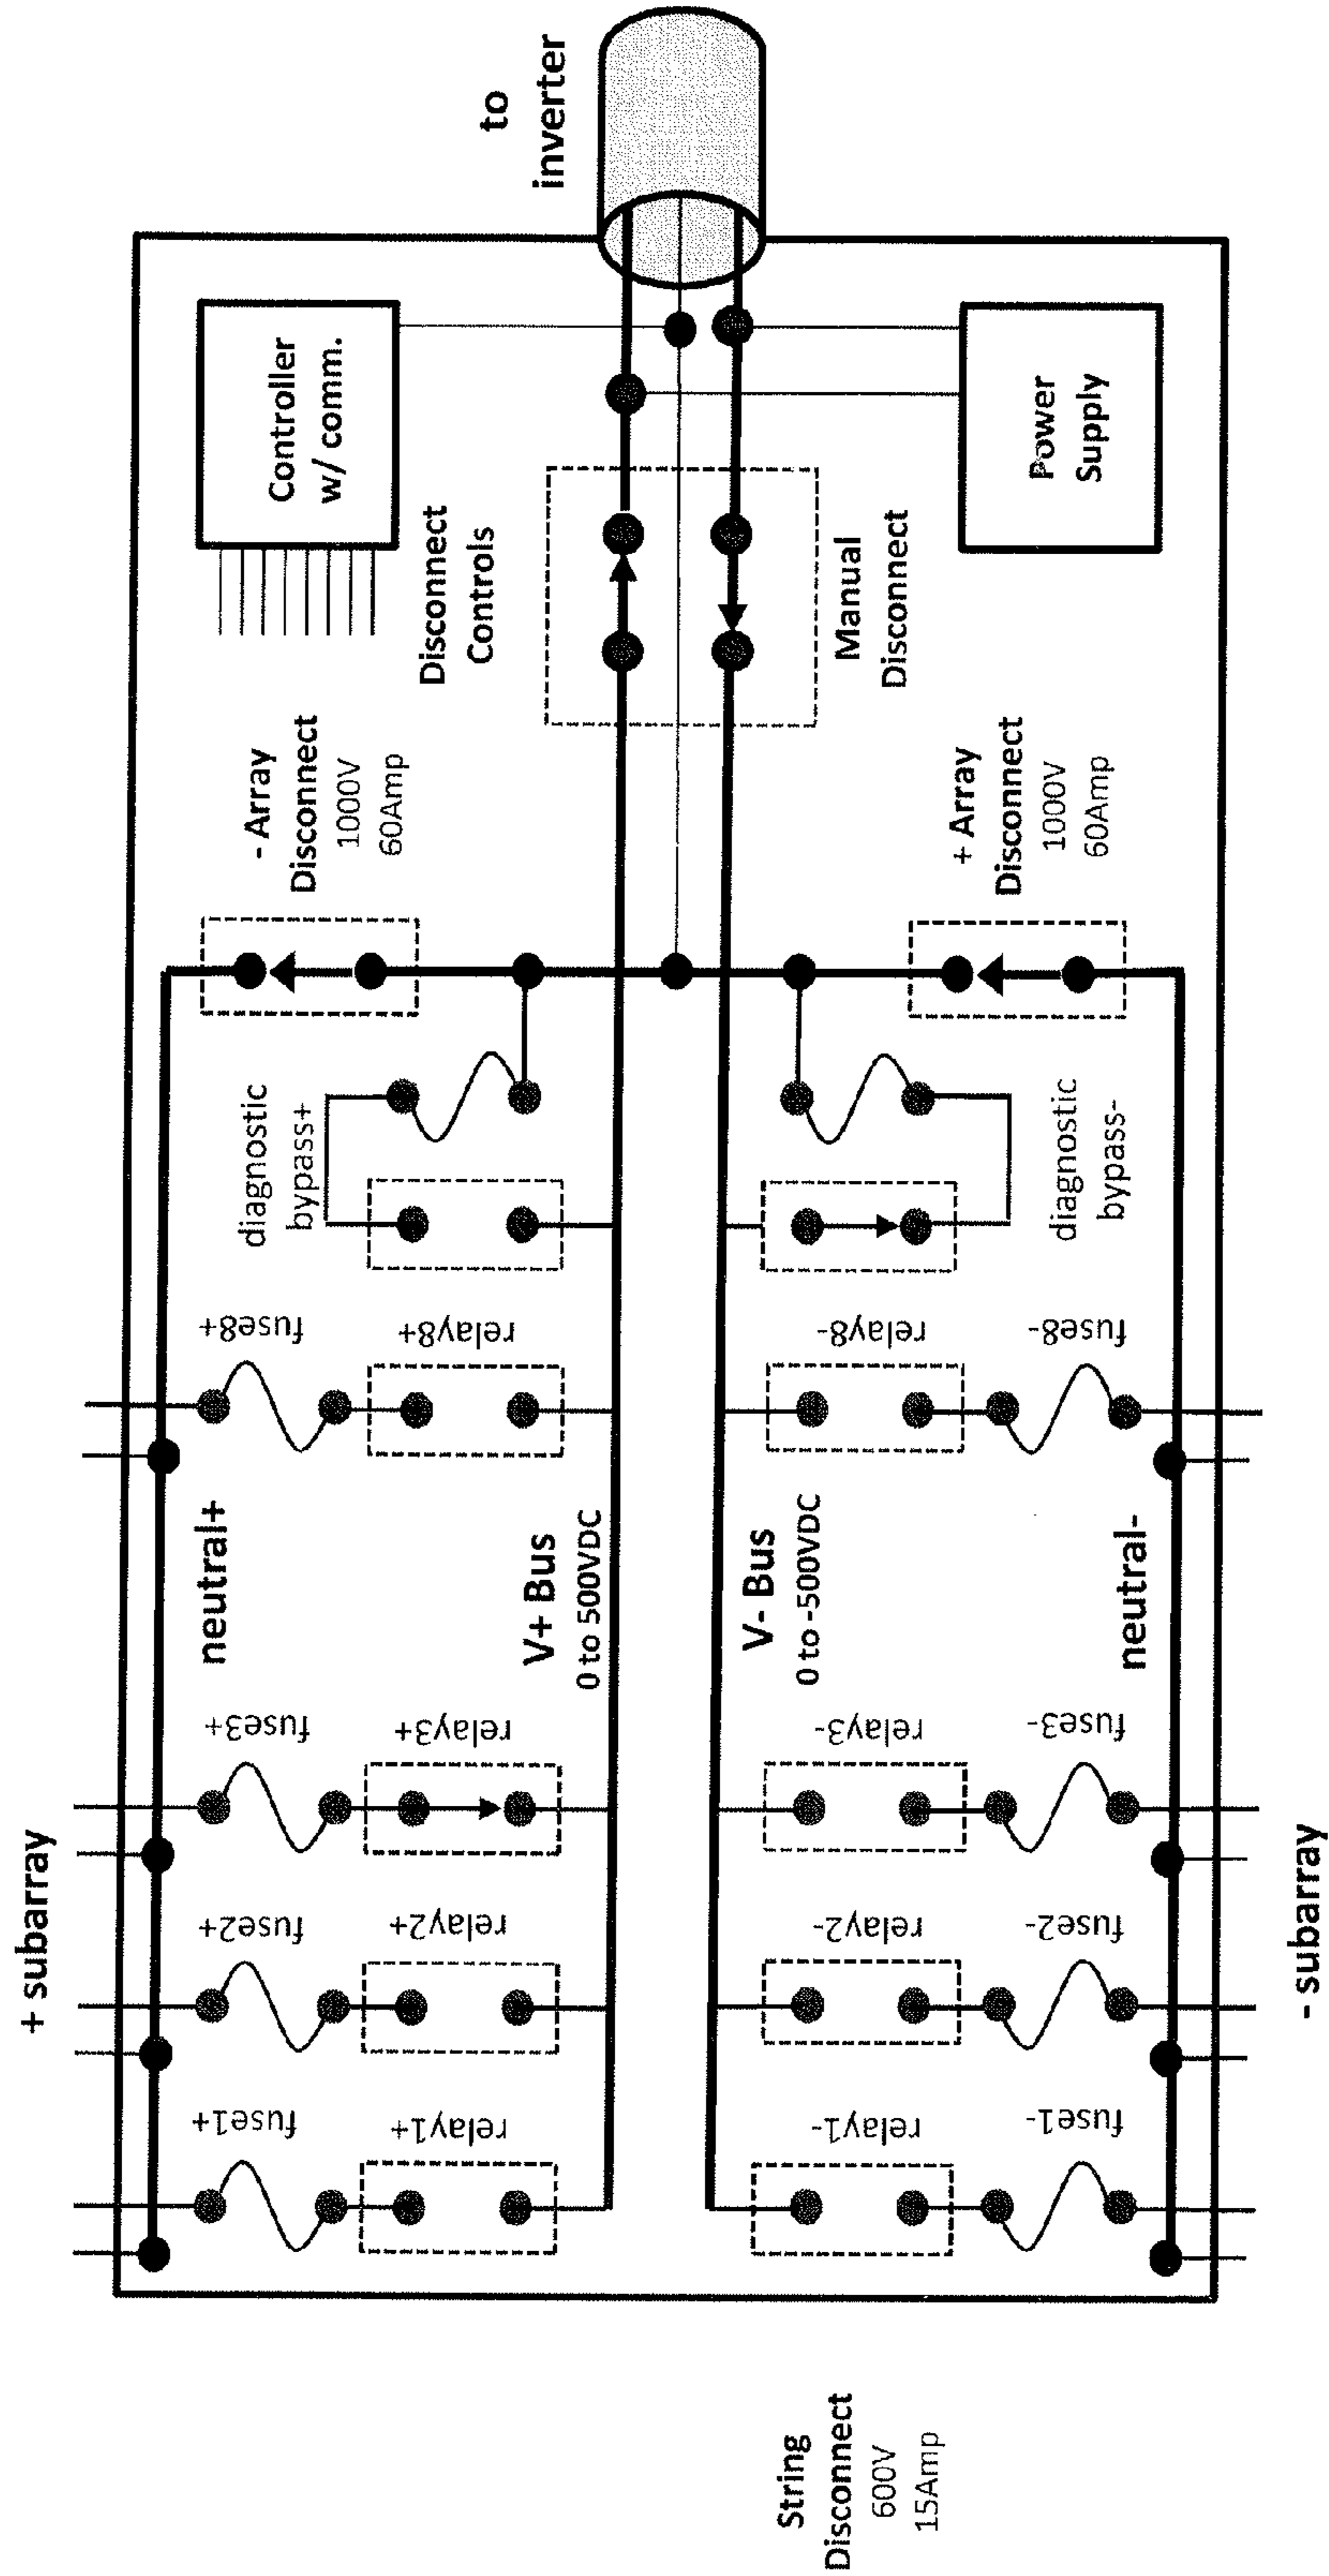 + subarray
fuse1+
relay1+
fuse2+
relay2+
fuse3+
relay3+
neutral+
V+ Bus
0 to 500VDC
fuse8+
relay8+
diagnostic
bypass+
- Array
Disconnect
1000V
60Amp
Disconnect
Controls
Controller
w/ comm.
to
inverter
String
Disconnect
600V
15Amp
relay1-
fuse1-
relay2-
fuse2-
relay3-
fuse3-
V- Bus
0 to -500VDC
neutral-
relay8-
fuse8-
diagnostic
bypass-
+ Array
Disconnect
1000V
60Amp
Manual
Disconnect
Power
Supply
- subarray